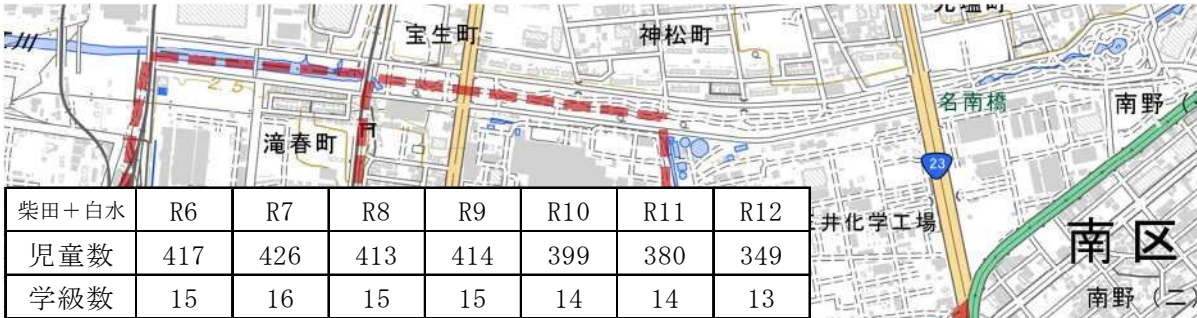 宝生町
神松町
名南橋
南野
滝春町
23
井化学工場
南区
南野(二)
2.5
柴田+白水 R6 R7 R8 R9 R10 R11 R12
児童数 417 426 413 414 399 380 349
学級数 15 16 15 15 14 14 13